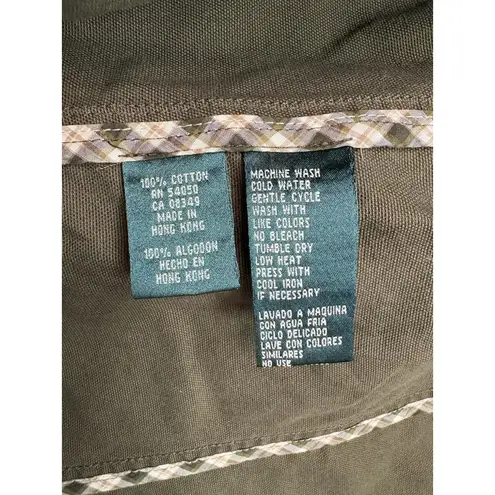 100% COTTON
RN 54050
CA 08349
MADE IN
HONG KONG
100% ALGODON
HECHO EN
HONG KONG
MACHINE WASH
COLD WATER
GENTLE CYCLE
WASH WITH
LIKE COLORS
NO BLEACH
TUMBLE DRY
LOW HEAT
PRESS WITH
COOL IRON
IF NECESSARY
LAVADO A MAQUINA
CON AGUA FRIA
CICLO DELICADO
LAVE CON COLORES
SIMILARES
NO USE